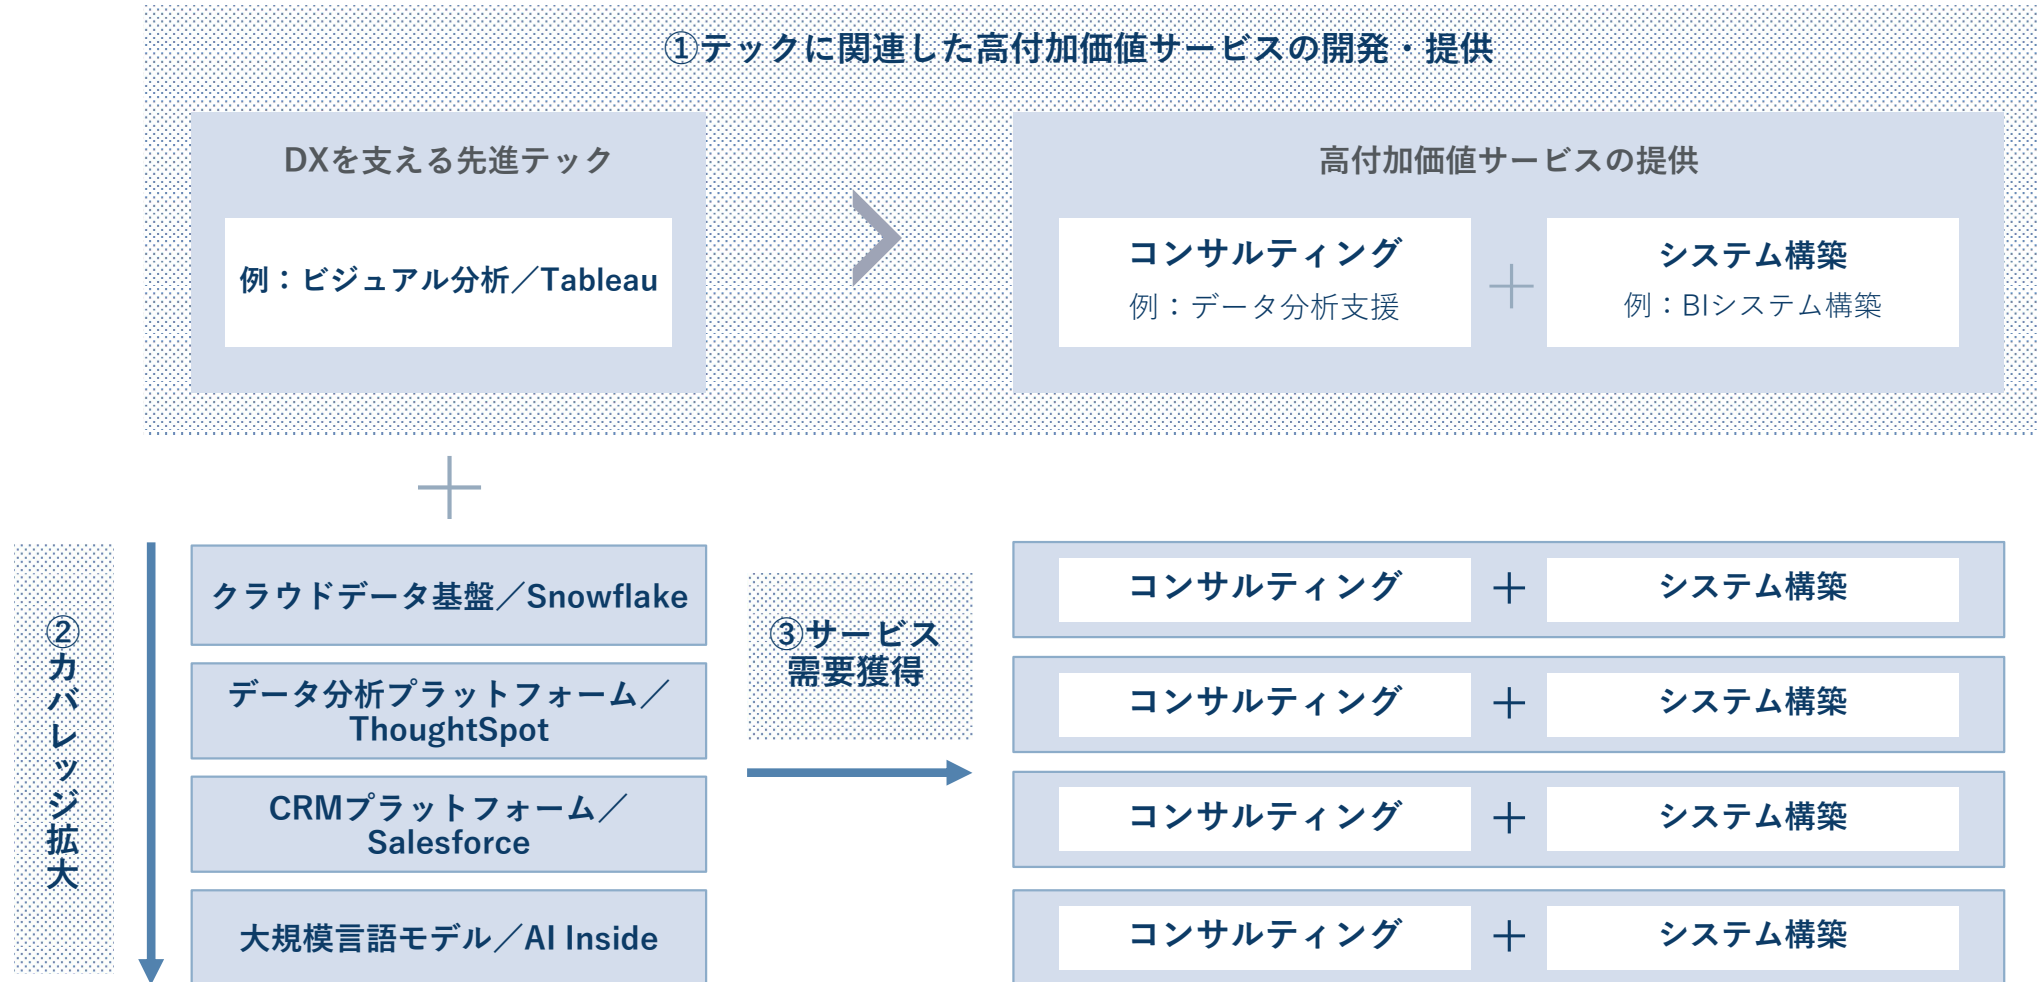 ①テックに関連した高付加価値サービスの開発・提供
DXを支える先進テック
例：ビジュアル分析／Tableau
高付加価値サービスの提供
コンサルティング
例：データ分析支援
＋
システム構築
例：BIシステム構築
＋
②カバレッジ拡大
クラウドデータ基盤／Snowflake
データ分析プラットフォーム／
ThoughtSpot
CRMプラットフォーム／
Salesforce
大規模言語モデル／AI Inside
③サービス
需要獲得
コンサルティング ＋ システム構築
コンサルティング ＋ システム構築
コンサルティング ＋ システム構築
コンサルティング ＋ システム構築